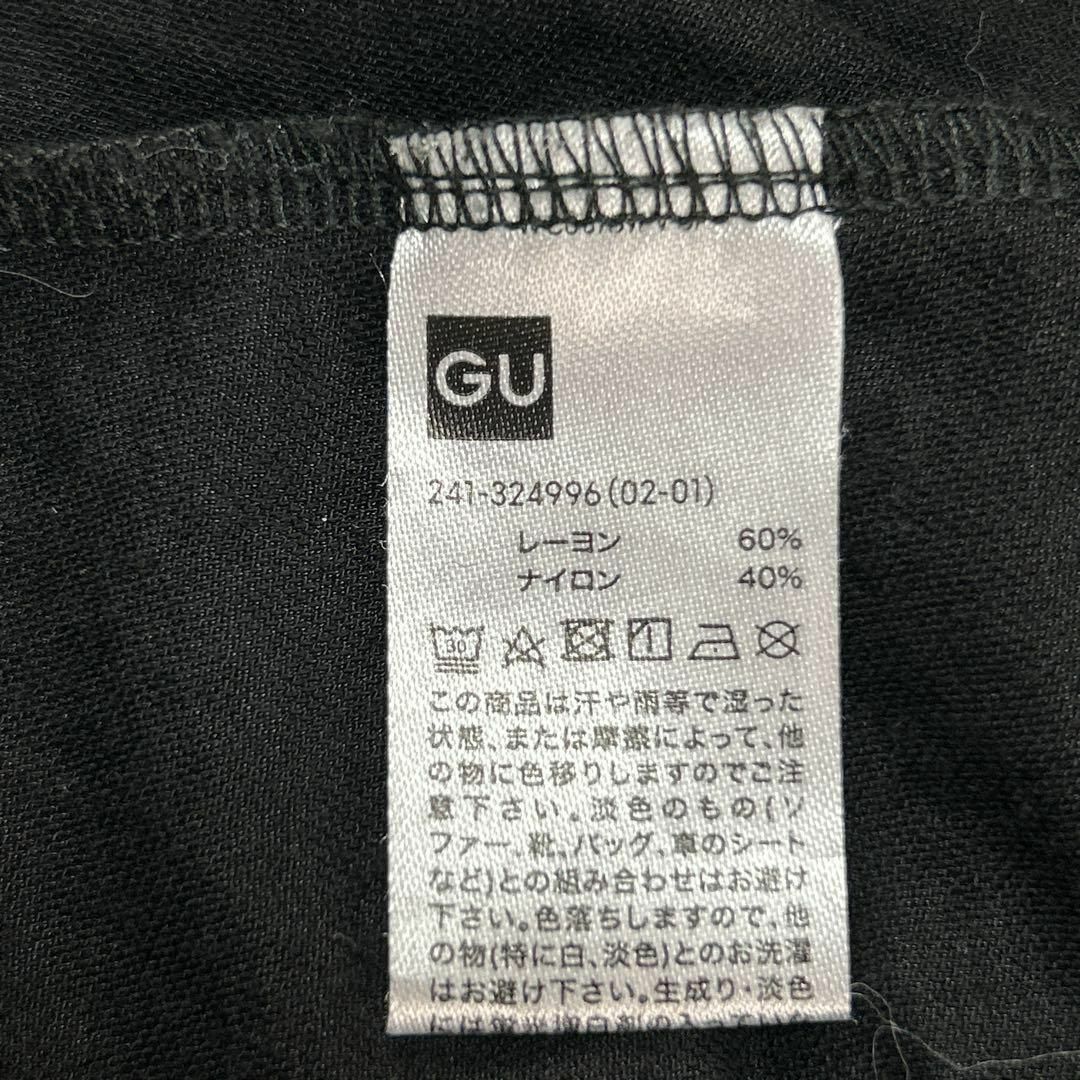 GU
241-324996(02-01)
レーヨン 60%
ナイロン 40%
30
1
この商品は汗や雨等で湿った
状態、または摩擦によって、他
の物に色移りしますのでご注
意下さい。淡色のもの(ソ
ファー、靴、バッグ、車のシート
など)との組み合わせはお避け
下さい。色落ちしますので、他
の物(特に白、淡色)とのお洗濯
はお避け下さい。生成り・淡色